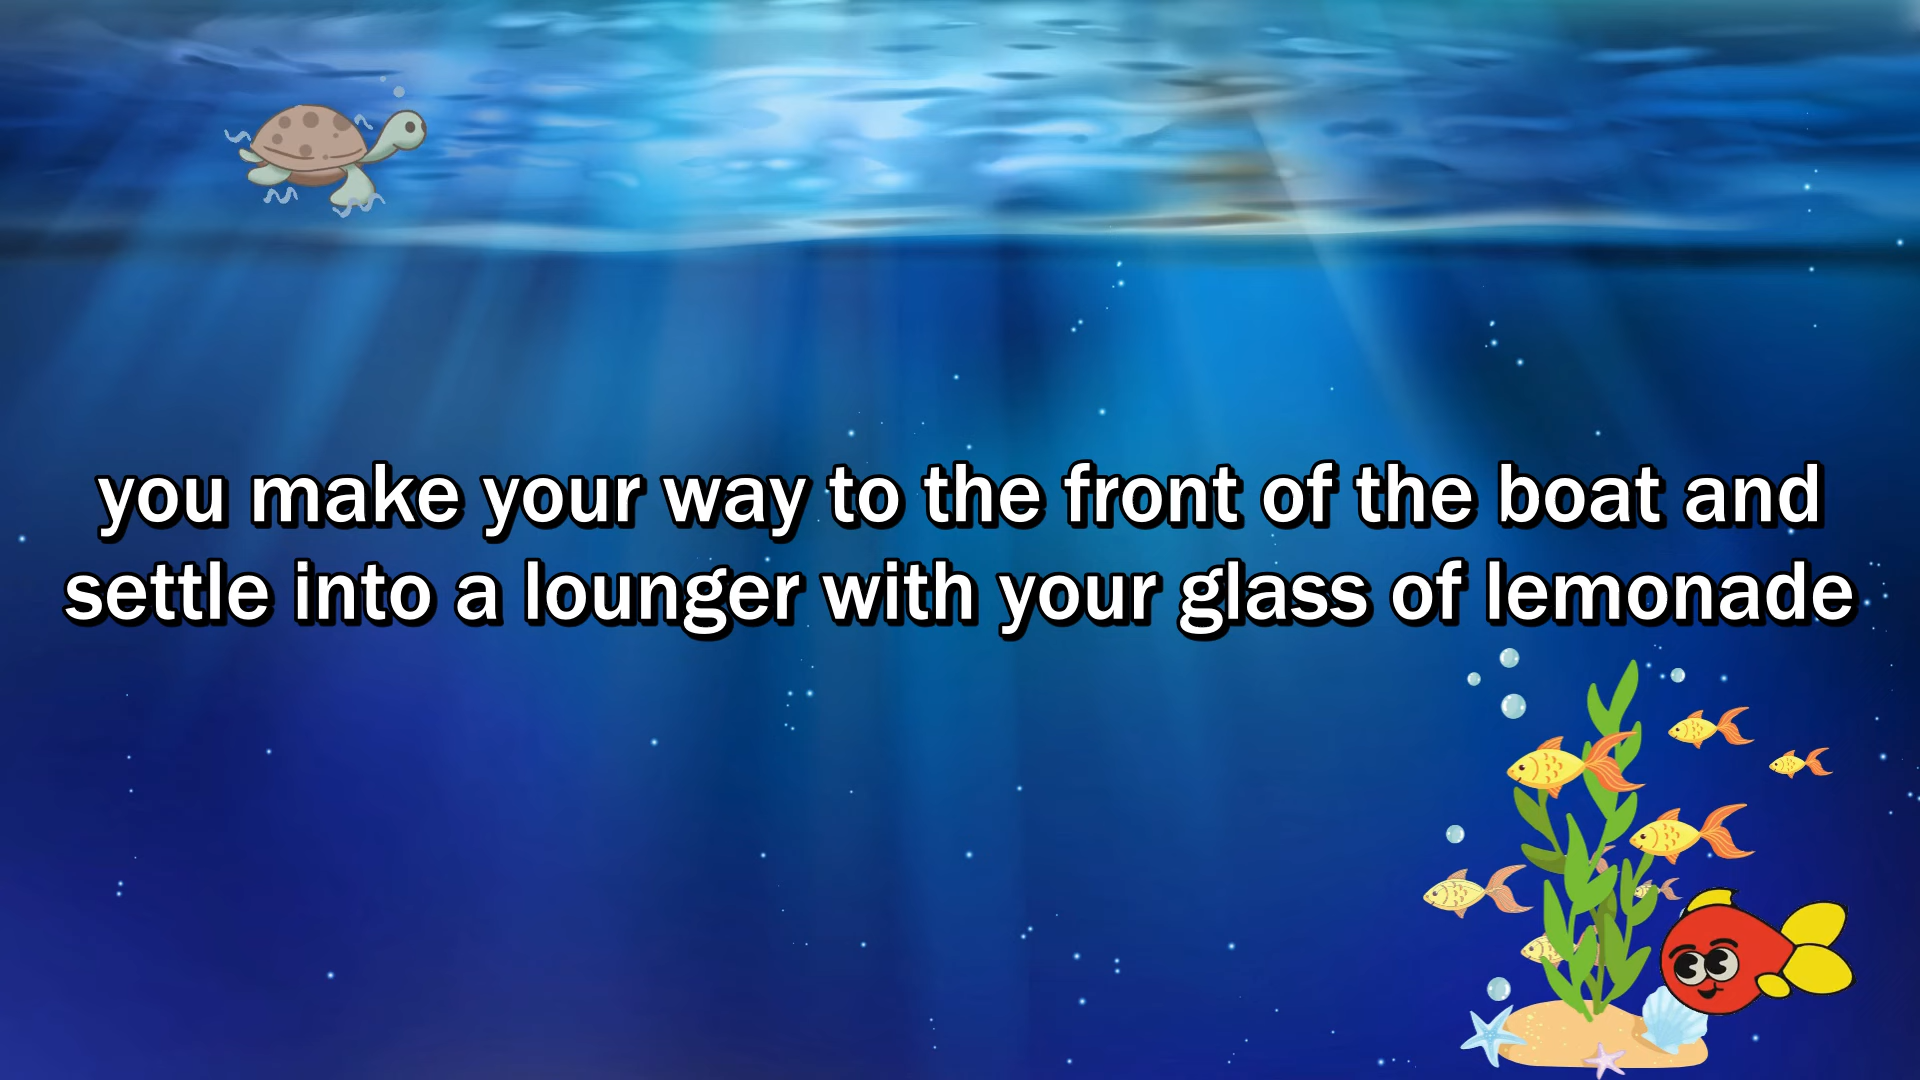 you make your way to the front of the boat and
settle into a lounger with your glass of lemonade